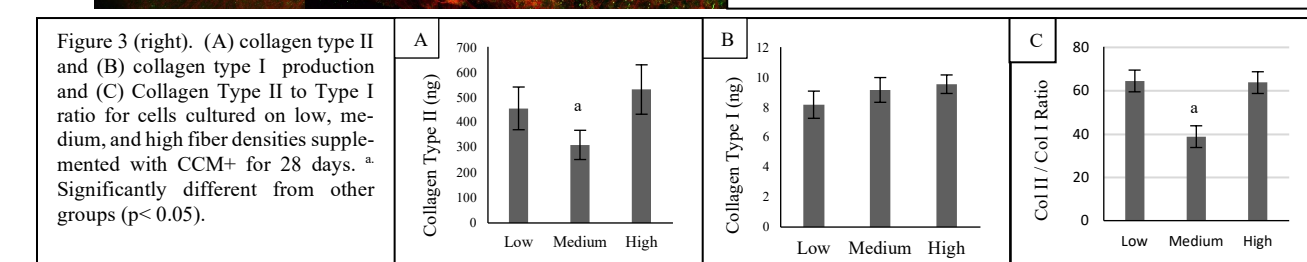 Figure 3 (right). (A) collagen type II
and (B) collagen type I production
and (C) Collagen Type II to Type I
ratio for cells cultured on low, me-
dium, and high fiber densities supple-
mented with CCM+ for 28 days. a.
Significantly different from other
groups (p< 0.05).
A
Collagen Type II (ng)
700
600
500
400
300
200
100
0
a
Low Medium High
B
Collagen Type I (ng)
12
10
8
6
4
2
0
Low Medium High
C
Col II / Col I Ratio
80
60
40
20
0
a
Low Medium High